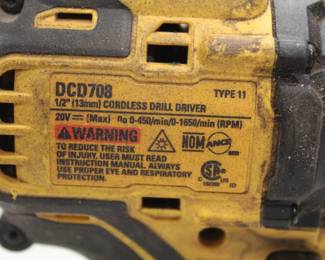 DCD708 TYPE 11
1/2" (13mm) CORDLESS DRILL DRIVER
20V ⎓ (Max) n₀ 0-450/min/0-1650/min (RPM)
⚠WARNING
TO REDUCE THE RISK
OF INJURY, USER MUST READ
INSTRUCTION MANUAL. ALWAYS
USE PROPER EYE AND RESPIRATORY
PROTECTION.
NOM